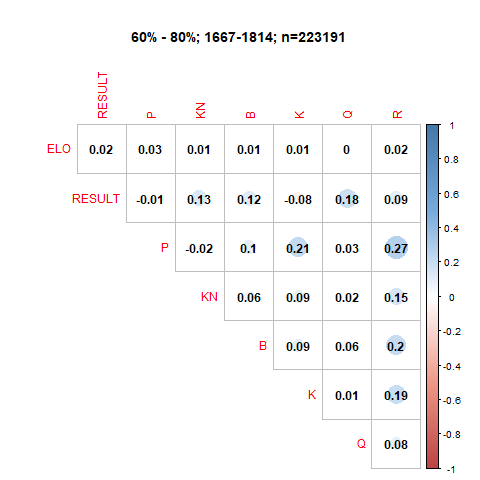 60% - 80%; 1667-1814; n=223191
RESULT P KN B K Q R
ELO 0.02 0.03 0.01 0.01 0.01 0 0.02 1
0.8
RESULT -0.01 0.13 0.12 -0.08 0.18 0.09 0.6
0.4
P -0.02 0.1 0.21 0.03 0.27 0.2
KN 0.06 0.09 0.02 0.15 0
-0.2
B 0.09 0.06 0.2 -0.4
K 0.01 0.19 -0.6
Q 0.08 -0.8
-1